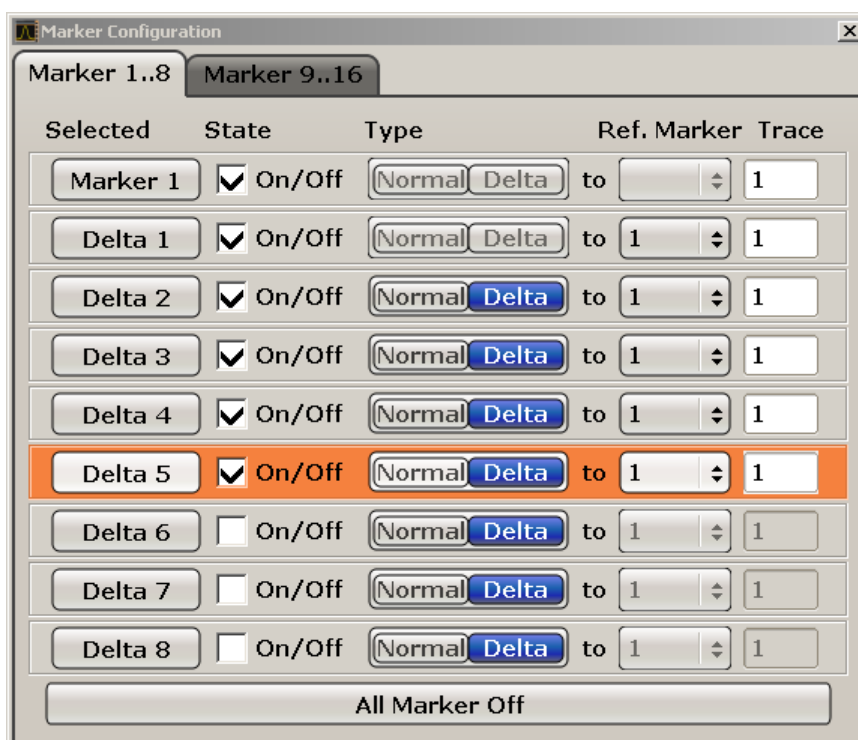 Marker Configuration
Marker 1..8 Marker 9..16
Selected State Type Ref. Marker Trace
Marker 1 On/Off Normal Delta to 1
Delta 1 On/Off Normal Delta to 1 1
Delta 2 On/Off Normal Delta to 1 1
Delta 3 On/Off Normal Delta to 1 1
Delta 4 On/Off Normal Delta to 1 1
Delta 5 On/Off Normal Delta to 1 1
Delta 6 On/Off Normal Delta to 1 1
Delta 7 On/Off Normal Delta to 1 1
Delta 8 On/Off Normal Delta to 1 1
All Marker Off